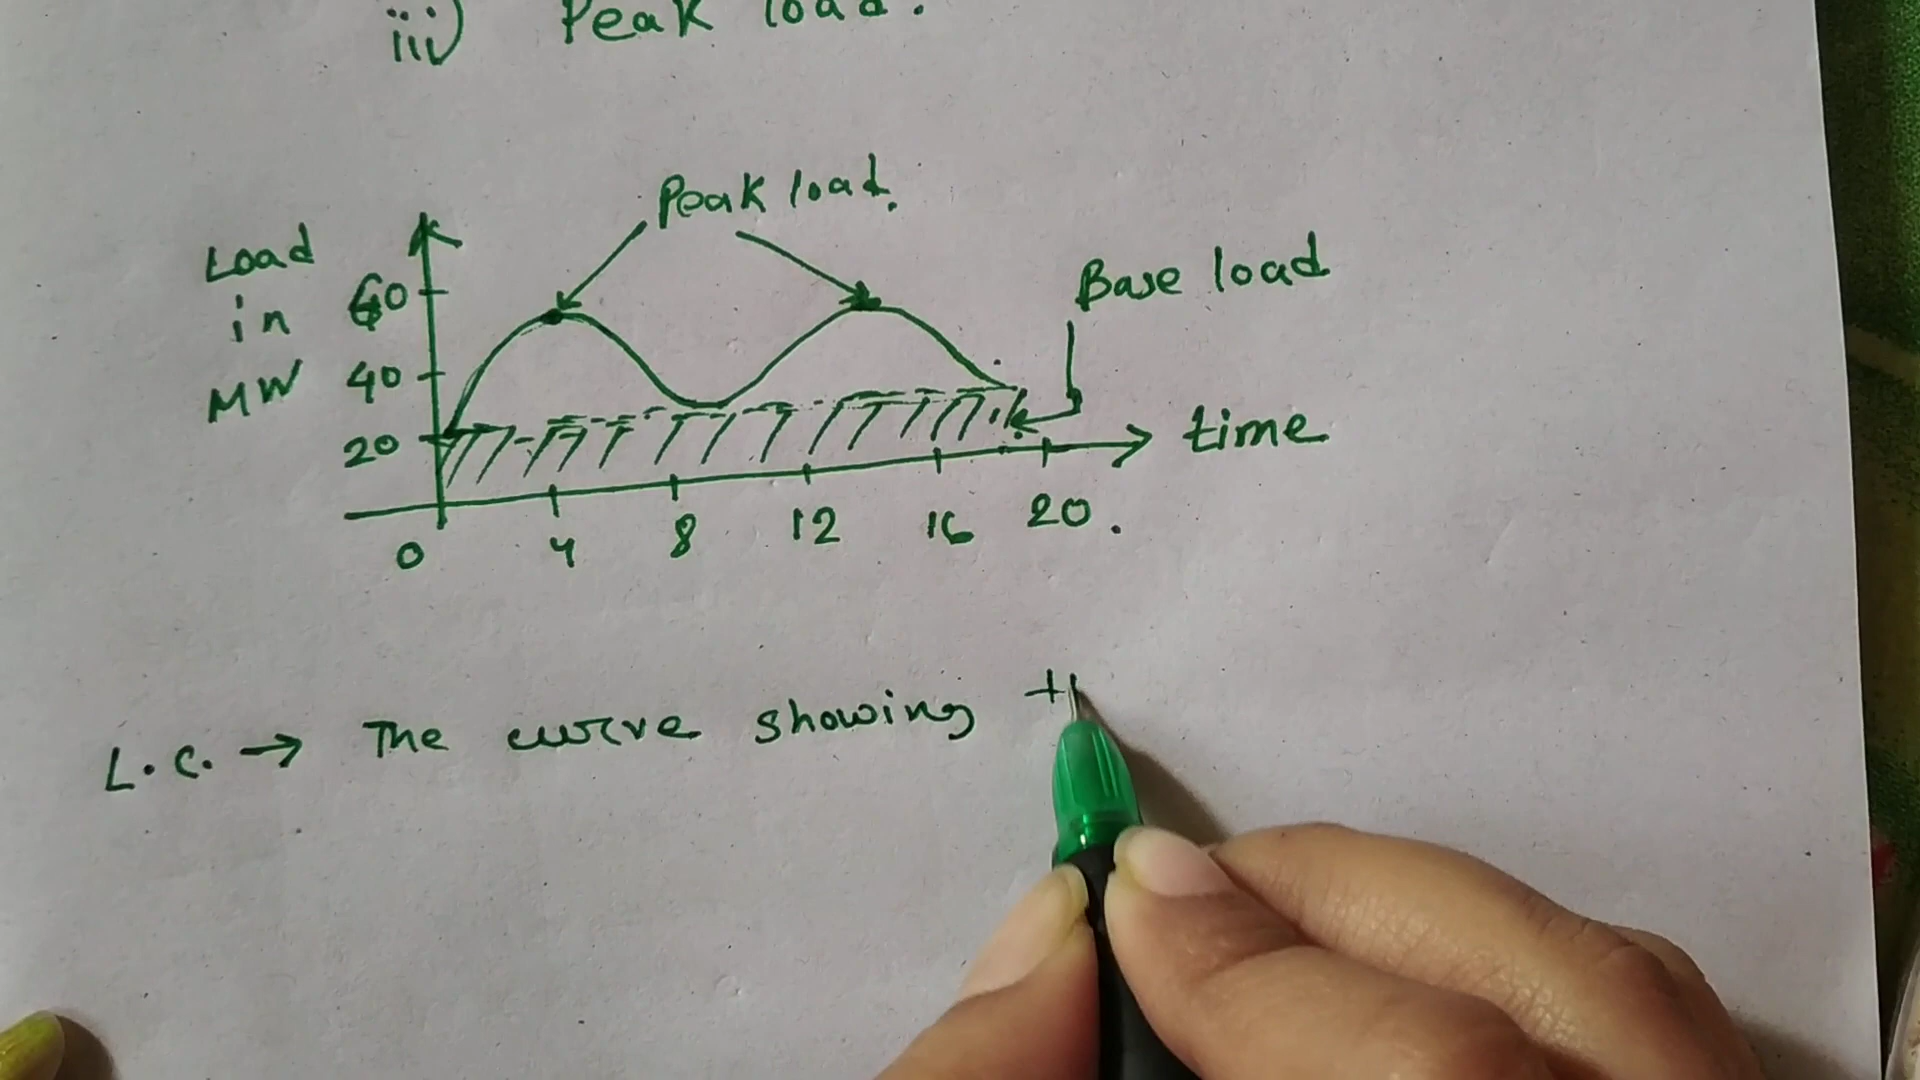 iii) Peak load.
Peak load.
Load
in
MW
60
40
20
Base load
time
0 4 8 12 16 20.
L.C. → The curve showing th